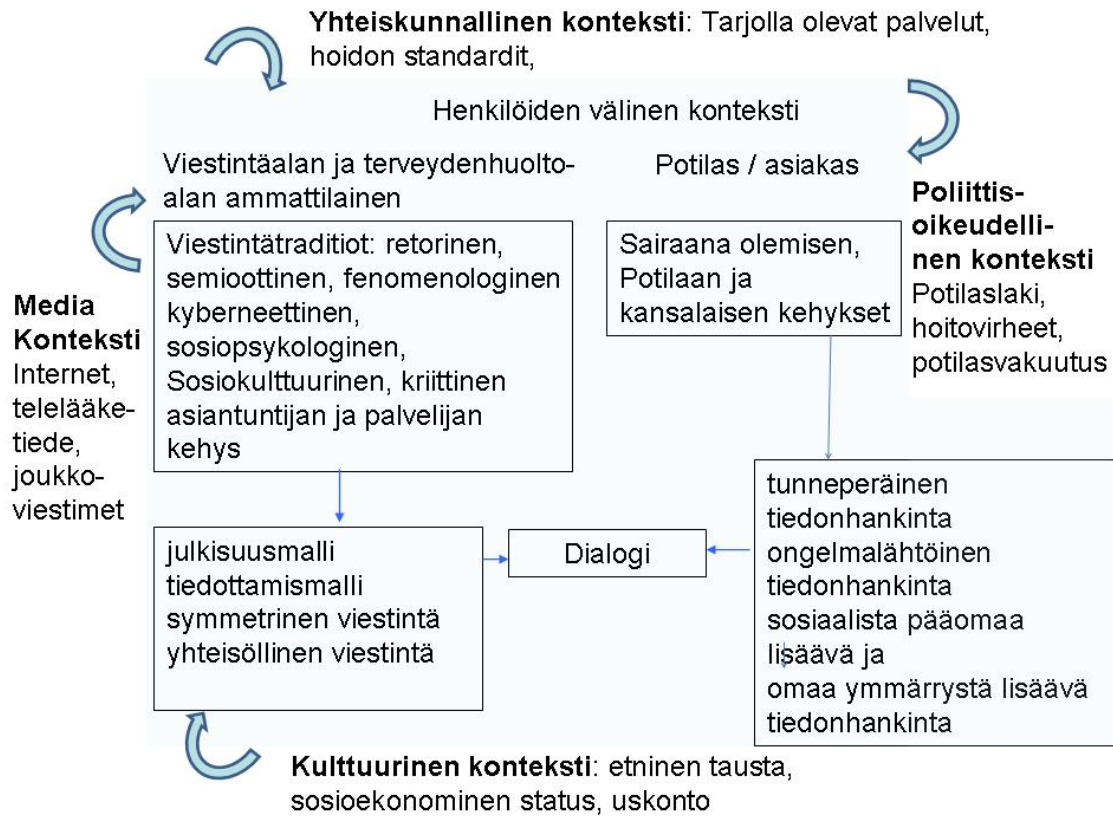 Yhteiskunnallinen konteksti: Tarjolla olevat palvelut,
hoidon standardit,
Henkilöiden välinen konteksti
Viestintäalan ja terveydenhuolto-
alan ammattilainen
Potilas / asiakas
Viestintätraditiot: retorinen,
semioottinen, fenomenologinen
kyberneettinen,
sosiopsykologinen,
Sosiokulttuurinen, kriittinen
asiantuntijan ja palvelijan
kehys
Sairaana olemisen,
Potilaan ja
kansalaisen kehykset
Poliittis-
oikeudelli-
nen konteksti
Potilaslaki,
hoitovirheet,
potilasvakuutus
Media
Konteksti
Internet,
telelääke-
tiede,
joukko-
viestimet
julkisuusmalli
tiedottamismalli
symmetrinen viestintä
yhteisöllinen viestintä
Dialogi
tunneperäinen
tiedonhankinta
ongelmalähtöinen
tiedonhankinta
sosiaalista pääomaa
lisäävä ja
omaa ymmärrystä lisäävä
tiedonhankinta
Kulttuurinen konteksti: etninen tausta,
sosioekonominen status, uskonto